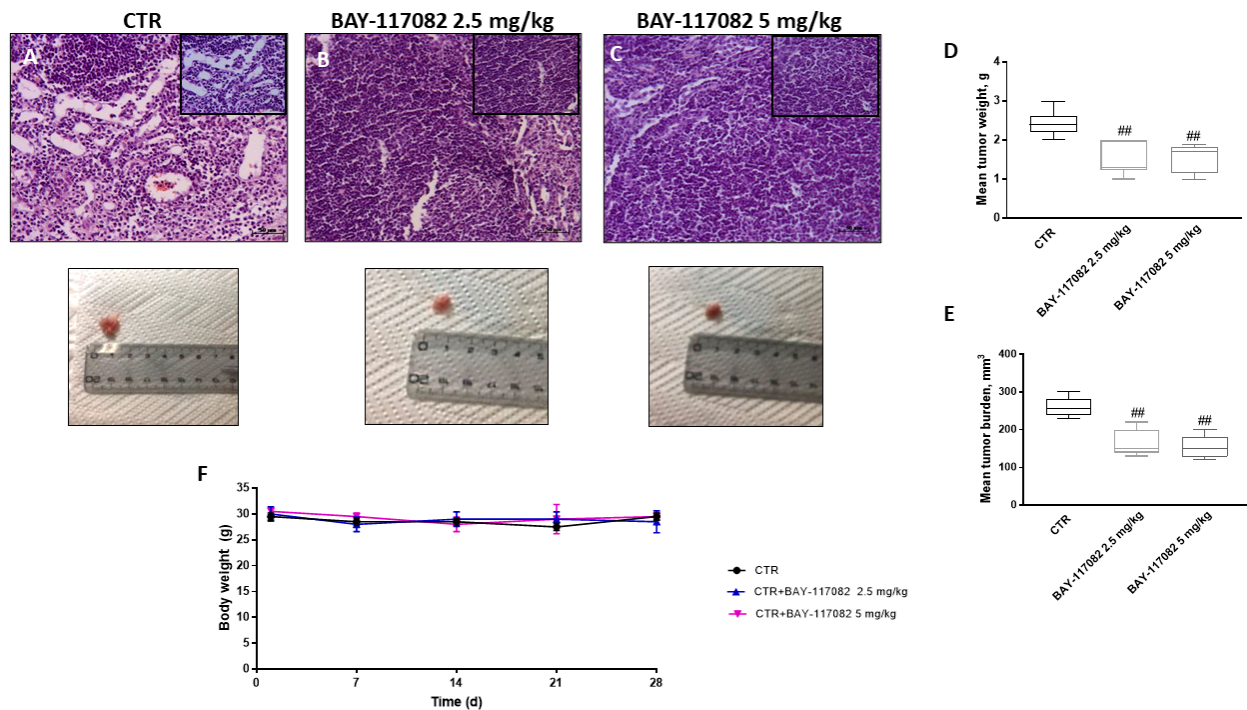 CTR
BAY-117082 2.5 mg/kg
BAY-117082 5 mg/kg
A
B
C
D
Mean tumor weight, g
4
3
2
1
0
##
##
CTR
BAY-117082 2.5 mg/kg
BAY-117082 5 mg/kg
E
Mean tumor burden, mm³
400
300
200
100
0
##
##
CTR
BAY-117082 2.5 mg/kg
BAY-117082 5 mg/kg
F
Body weight (g)
35
30
25
20
15
10
5
0
0
7
14
21
28
Time (d)
CTR
CTR+BAY-117082 2.5 mg/kg
CTR+BAY-117082 5 mg/kg